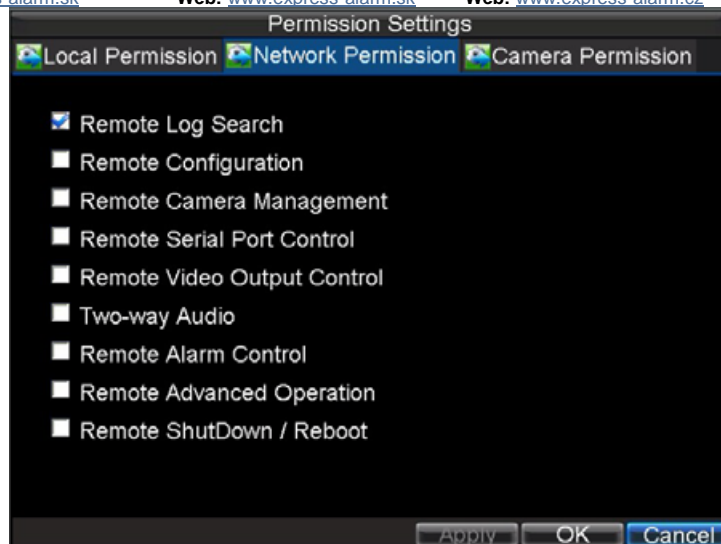 s-alarm.sk Web: www.express-alarm.sk Web: www.express-alarm.cz
Permission Settings
Local Permission Network Permission Camera Permission
Remote Log Search
Remote Configuration
Remote Camera Management
Remote Serial Port Control
Remote Video Output Control
Two-way Audio
Remote Alarm Control
Remote Advanced Operation
Remote ShutDown / Reboot
Apply OK Cancel